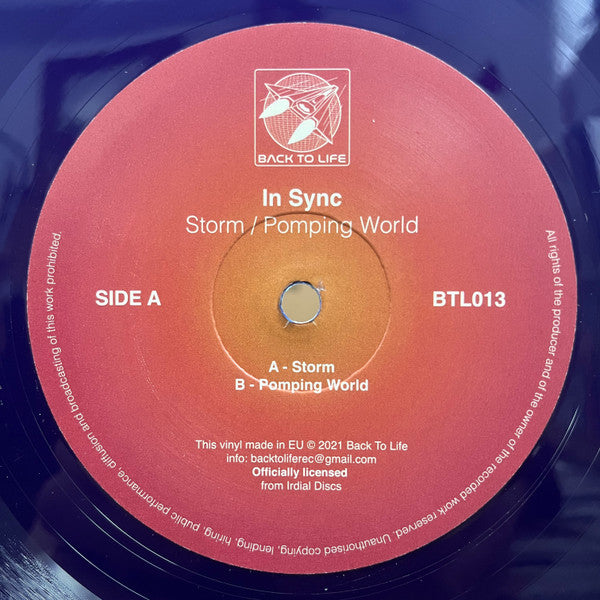 BACK TO LIFE
In Sync
Storm / Pomping World
SIDE A
BTL013
A - Storm
B - Pomping World
This vinyl made in EU © 2021 Back To Life
info: backtoliferec@gmail.com
Officially licensed
from Irdial Discs
All rights of the producer and of the owner of the recorded work reserved. Unauthorised copying, lending, hiring, public performance, diffusion and broadcasting of this work prohibited.